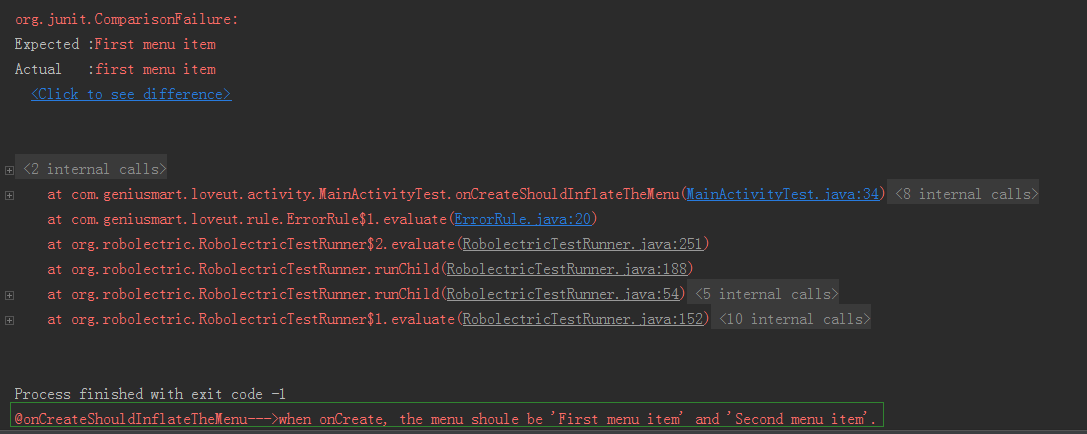 org.junit.ComparisonFailure:
Expected :First menu item
Actual :first menu item
<Click to see difference>
<2 internal calls>
at com.geniusmart.loveut.activity.MainActivityTest.onCreateShouldInflateTheMenu(MainActivityTest.java:34) <8 internal calls>
at com.geniusmart.loveut.rule.ErrorRule$1.evaluate(ErrorRule.java:20)
at org.robolectric.RobolectricTestRunner$2.evaluate(RobolectricTestRunner.java:251)
at org.robolectric.RobolectricTestRunner.runChild(RobolectricTestRunner.java:188)
at org.robolectric.RobolectricTestRunner.runChild(RobolectricTestRunner.java:54) <5 internal calls>
at org.robolectric.RobolectricTestRunner$1.evaluate(RobolectricTestRunner.java:152) <10 internal calls>
Process finished with exit code -1
@onCreateShouldInflateTheMenu--->when onCreate, the menu shoule be 'First menu item' and 'Second menu item'.